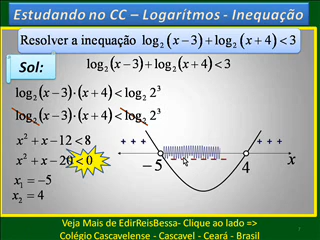 Estudando no CC – Logarítmos - Inequação
Resolver a inequação log₂(x−3)+log₂(x+4)<3
Sol:
log₂(x−3)+log₂(x+4)<3
log₂(x−3)·(x+4)<log₂ 2³
log₂(x−3)·(x+4)<log₂ 2³
x² + x −12 < 8
x² + x − 20 < 0
x₁ = −5
x₂ = 4
+ + +
+ + +
−5
4
x
Veja Mais de EdirReisBessa- Clique ao lado =>
Colégio Cascavelense - Cascavel - Ceará - Brasil